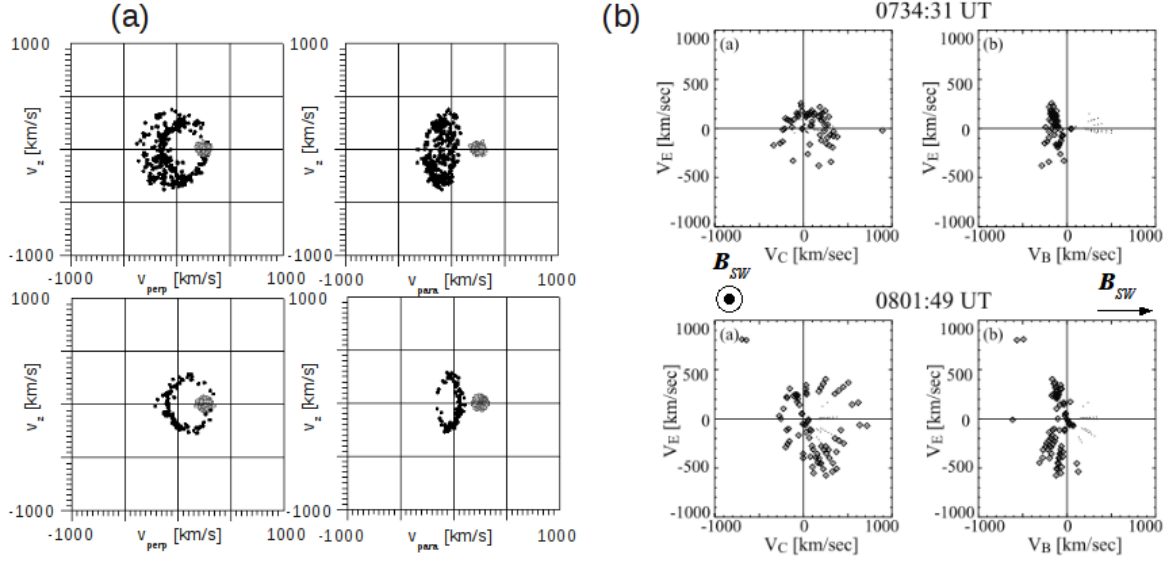 (a)
1000
v_z [km/s]
-1000
-1000
v_perp [km/s]
1000
v_z [km/s]
-1000
v_para [km/s]
1000
1000
v_z [km/s]
-1000
-1000
v_perp [km/s]
1000
v_z [km/s]
-1000
v_para [km/s]
1000
(b)
0734:31 UT
(a)
1000
500
0
-500
-1000
V_E [km/sec]
-1000
0
1000
V_C [km/sec]
(b)
1000
500
0
-500
-1000
V_E [km/sec]
-1000
0
1000
V_B [km/sec]
B_SW
0801:49 UT
B_SW
(a)
1000
500
0
-500
-1000
V_E [km/sec]
-1000
0
1000
V_C [km/sec]
(b)
1000
500
0
-500
-1000
V_E [km/sec]
-1000
0
1000
V_B [km/sec]